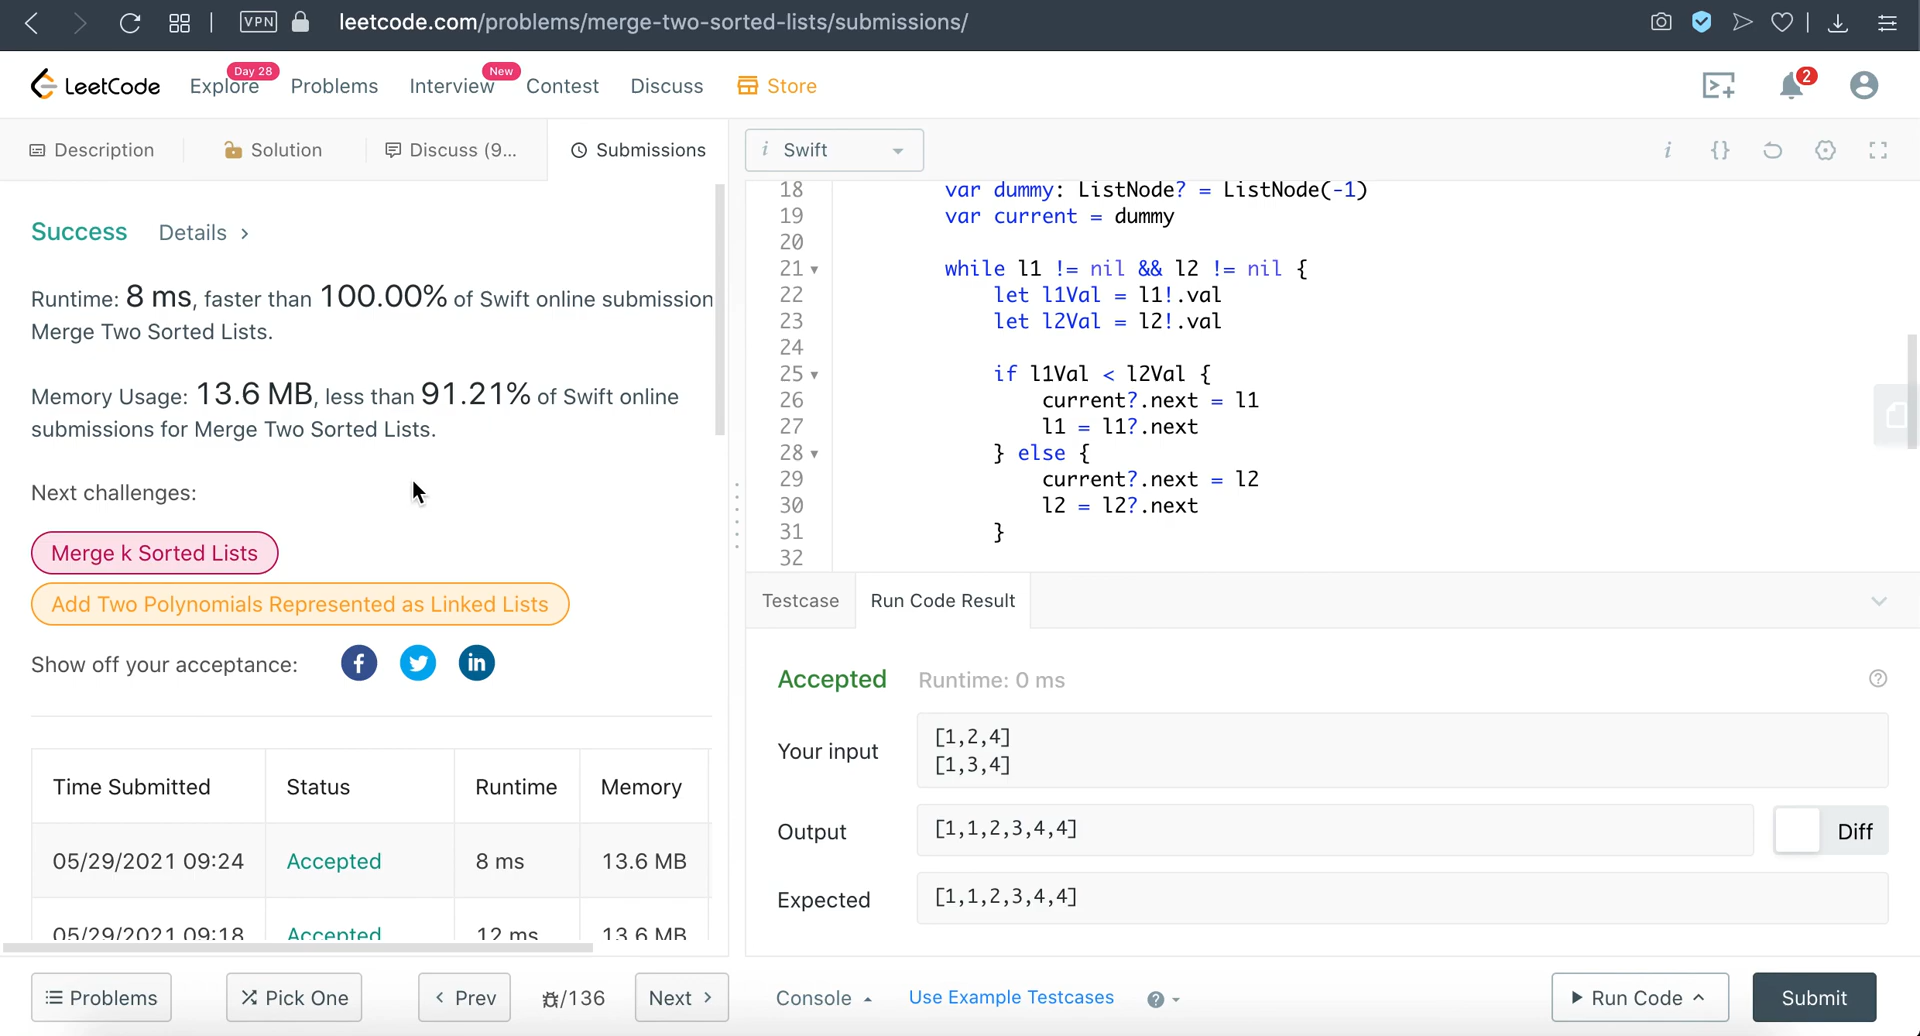 VPN leetcode.com/problems/merge-two-sorted-lists/submissions/
LeetCode Explore Day 28 Problems Interview New Contest Discuss Store 2
Description Solution Discuss (9... Submissions
Success Details >
Runtime: 8 ms, faster than 100.00% of Swift online submission
Merge Two Sorted Lists.
Memory Usage: 13.6 MB, less than 91.21% of Swift online
submissions for Merge Two Sorted Lists.
Next challenges:
Merge k Sorted Lists
Add Two Polynomials Represented as Linked Lists
Show off your acceptance:
Time Submitted Status Runtime Memory
05/29/2021 09:24 Accepted 8 ms 13.6 MB
05/29/2021 09:18 Accepted 12 ms 13.6 MB
Problems Pick One < Prev /136 Next >
i Swift
18 var dummy: ListNode? = ListNode(-1)
19 var current = dummy
20
21 while l1 != nil && l2 != nil {
22 let l1Val = l1!.val
23 let l2Val = l2!.val
24
25 if l1Val < l2Val {
26 current?.next = l1
27 l1 = l1?.next
28 } else {
29 current?.next = l2
30 l2 = l2?.next
31 }
32
Testcase Run Code Result
Accepted Runtime: 0 ms
Your input
[1,2,4]
[1,3,4]
Output [1,1,2,3,4,4] Diff
Expected [1,1,2,3,4,4]
Console Use Example Testcases Run Code Submit